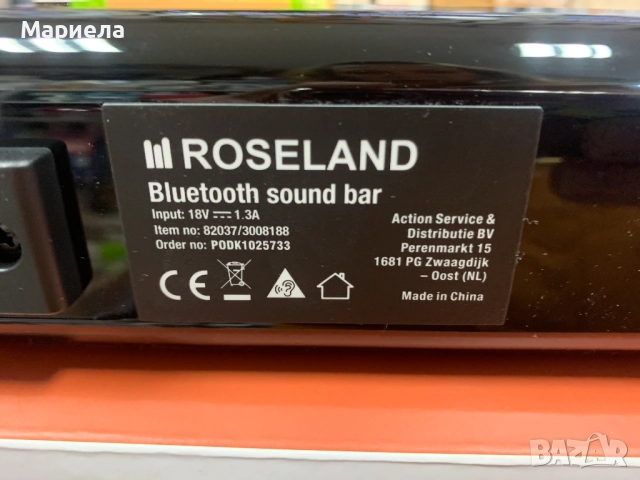 Мариела
ROSELAND
Bluetooth sound bar
Input: 18V ⎓ 1.3A
Item no: 82037/3008188
Order no: PODK1025733
Action Service &
Distributie BV
Perenmarkt 15
1681 PG Zwaagdijk
– Oost (NL)
Made in China
CE
BAZAR